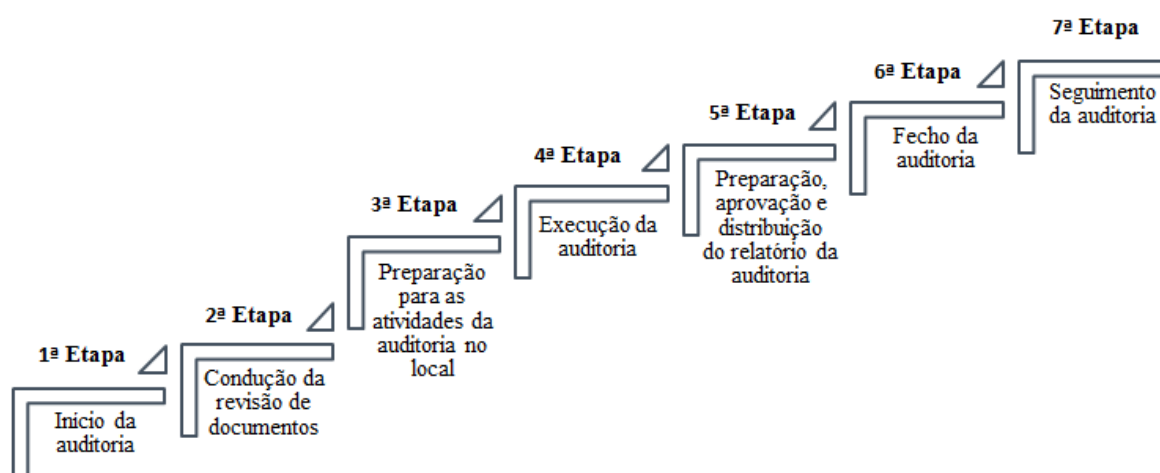 1ª Etapa
Início da
auditoria
2ª Etapa
Condução da
revisão de
documentos
3ª Etapa
Preparação
para as
atividades da
auditoria no
local
4ª Etapa
Execução da
auditoria
5ª Etapa
Preparação,
aprovação e
distribuição
do relatório da
auditoria
6ª Etapa
Fecho da
auditoria
7ª Etapa
Seguimento
da auditoria